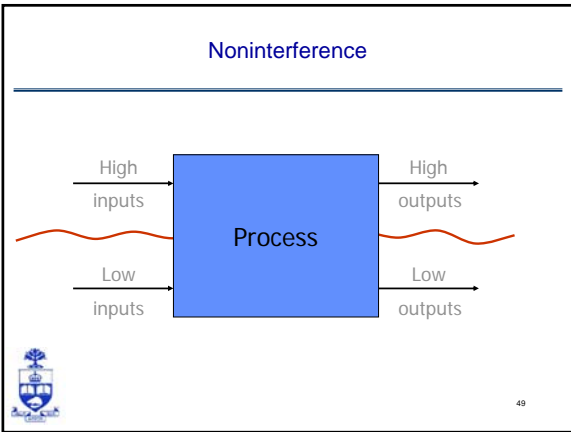 Noninterference
High
inputs
High
outputs
Process
Low
inputs
Low
outputs
49